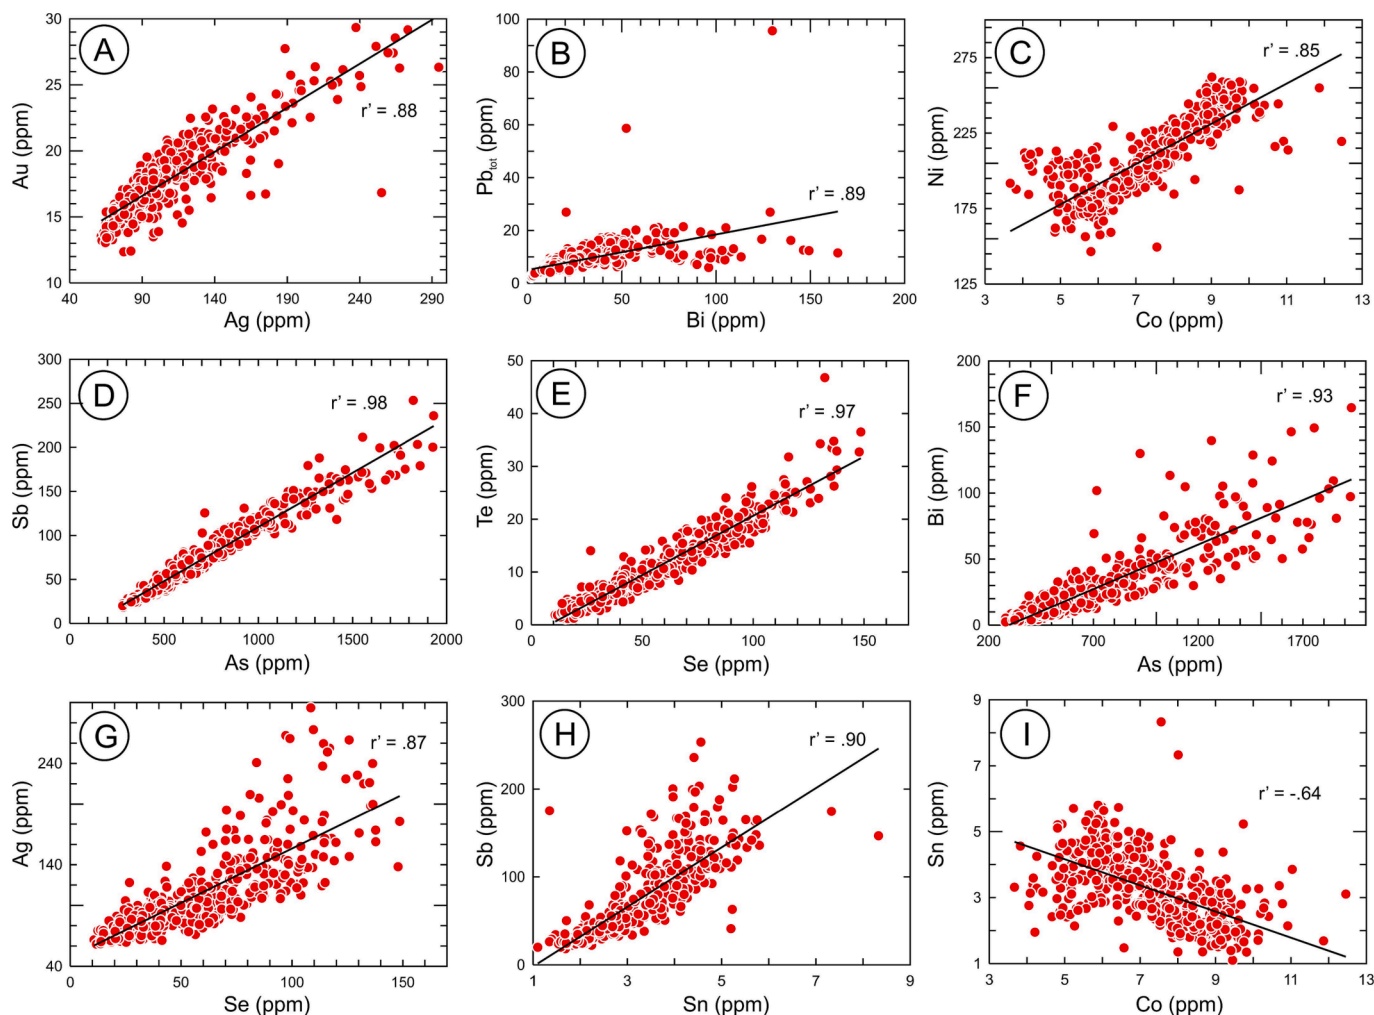 A
Au (ppm)
30
25
20
15
10
r' = .88
40 90 140 190 240 295
Ag (ppm)
B
Pb tot (ppm)
100
80
60
40
20
0
r' = .89
0 50 100 150 200
Bi (ppm)
C
Ni (ppm)
275
225
175
125
r' = .85
3 5 7 9 11 13
Co (ppm)
D
Sb (ppm)
300
250
200
150
100
50
0
r' = .98
0 500 1000 1500 2000
As (ppm)
E
Te (ppm)
50
40
30
20
10
0
r' = .97
0 50 100 150
Se (ppm)
F
Bi (ppm)
200
150
100
50
0
r' = .93
200 700 1200 1700
As (ppm)
G
Ag (ppm)
240
140
40
r' = .87
0 50 100 150
Se (ppm)
H
Sb (ppm)
300
200
100
0
r' = .90
1 3 5 7 9
Sn (ppm)
I
Sn (ppm)
9
7
5
3
1
r' = -.64
3 5 7 9 11 13
Co (ppm)